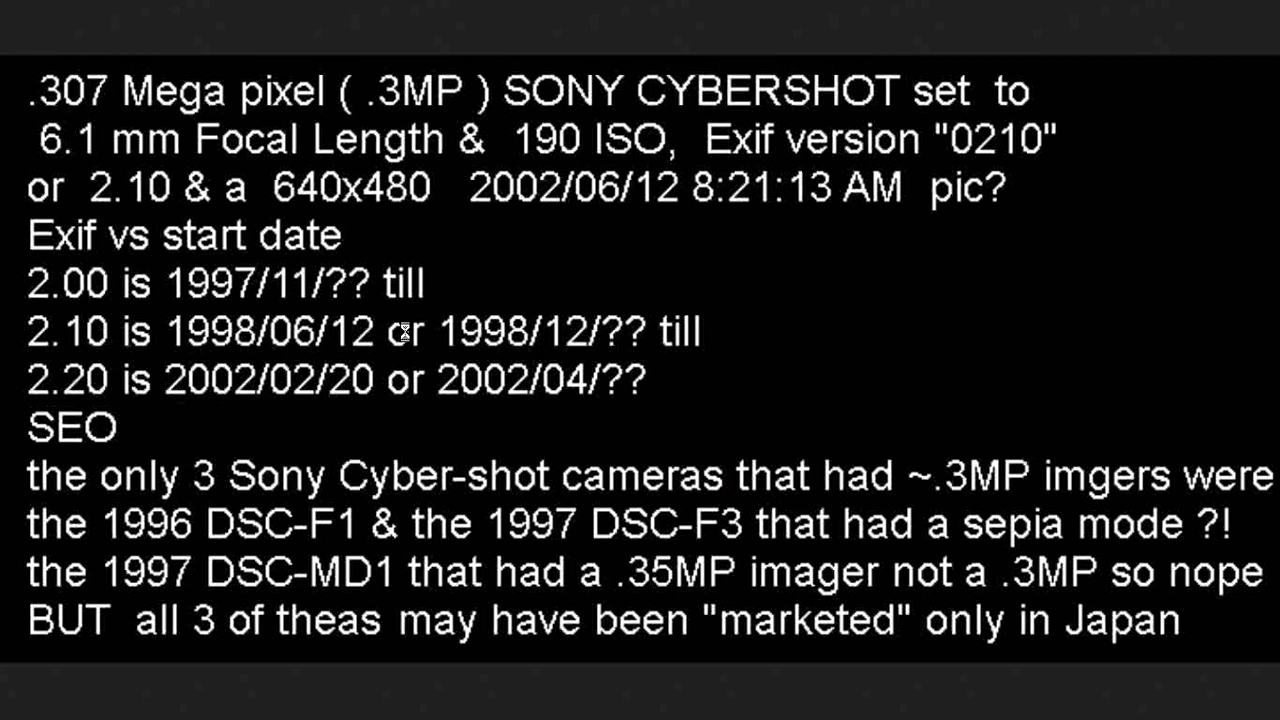 .307 Mega pixel ( .3MP ) SONY CYBERSHOT set to
6.1 mm Focal Length & 190 ISO, Exif version "0210"
or 2.10 & a 640x480 2002/06/12 8:21:13 AM pic?
Exif vs start date
2.00 is 1997/11/?? till
2.10 is 1998/06/12 or 1998/12/?? till
2.20 is 2002/02/20 or 2002/04/??
SEO
the only 3 Sony Cyber-shot cameras that had ~.3MP imgers were
the 1996 DSC-F1 & the 1997 DSC-F3 that had a sepia mode ?!
the 1997 DSC-MD1 that had a .35MP imager not a .3MP so nope
BUT all 3 of theas may have been "marketed" only in Japan